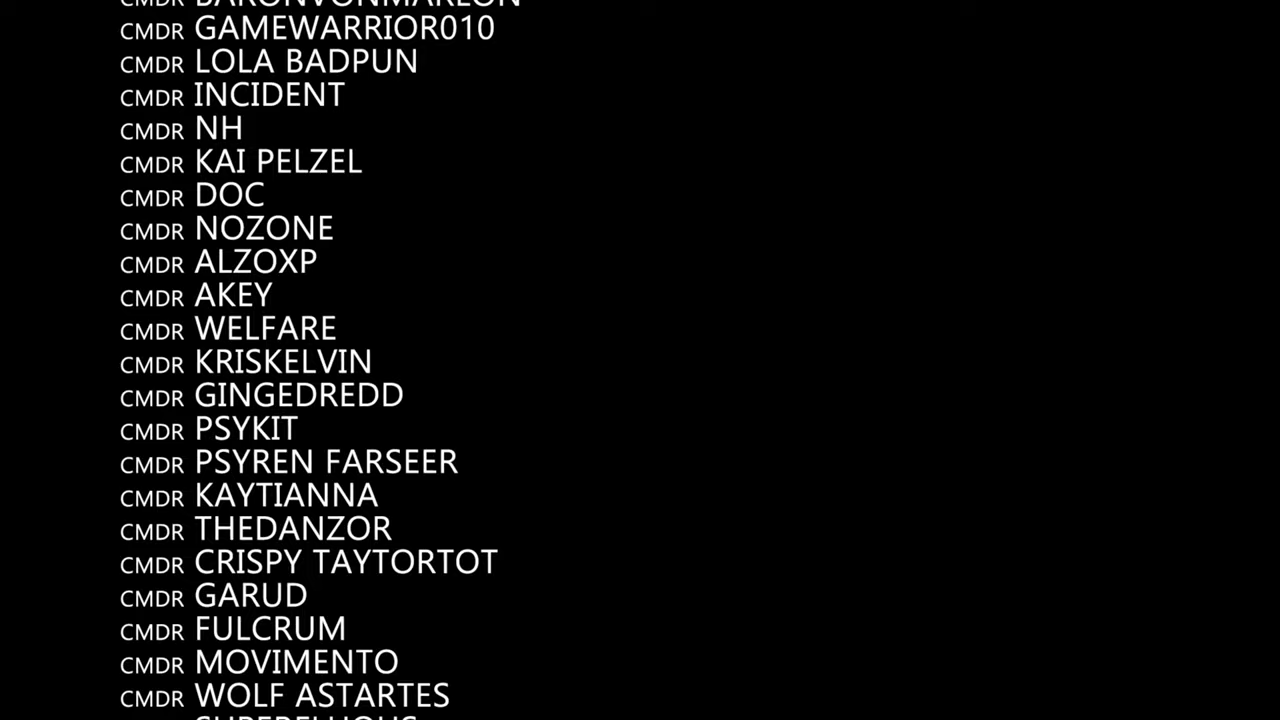 CMDR BARONVONMARLON
CMDR GAMEWARRIOR010
CMDR LOLA BADPUN
CMDR INCIDENT
CMDR NH
CMDR KAI PELZEL
CMDR DOC
CMDR NOZONE
CMDR ALZOXP
CMDR AKEY
CMDR WELFARE
CMDR KRISKELVIN
CMDR GINGEDREDD
CMDR PSYKIT
CMDR PSYREN FARSEER
CMDR KAYTIANNA
CMDR THEDANZOR
CMDR CRISPY TAYTORTOT
CMDR GARUD
CMDR FULCRUM
CMDR MOVIMENTO
CMDR WOLF ASTARTES